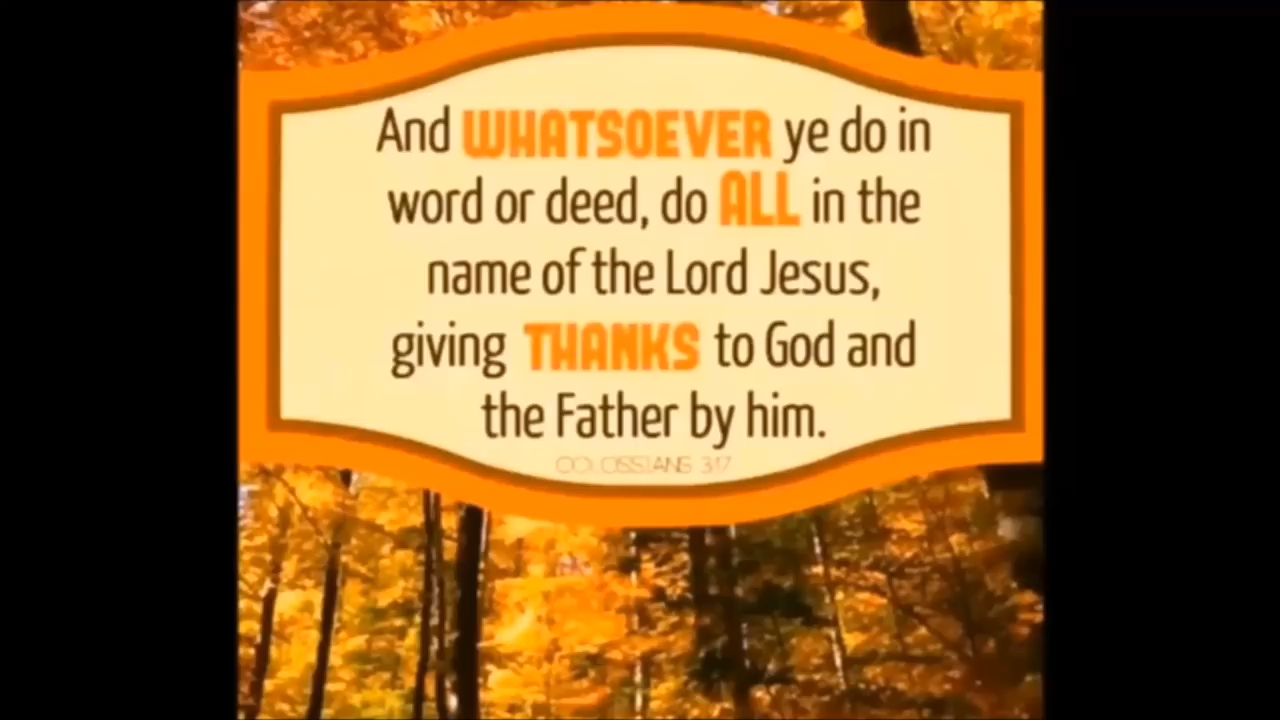 And WHATSOEVER ye do in
word or deed, do ALL in the
name of the Lord Jesus,
giving THANKS to God and
the Father by him.
COLOSSIANS 3:17